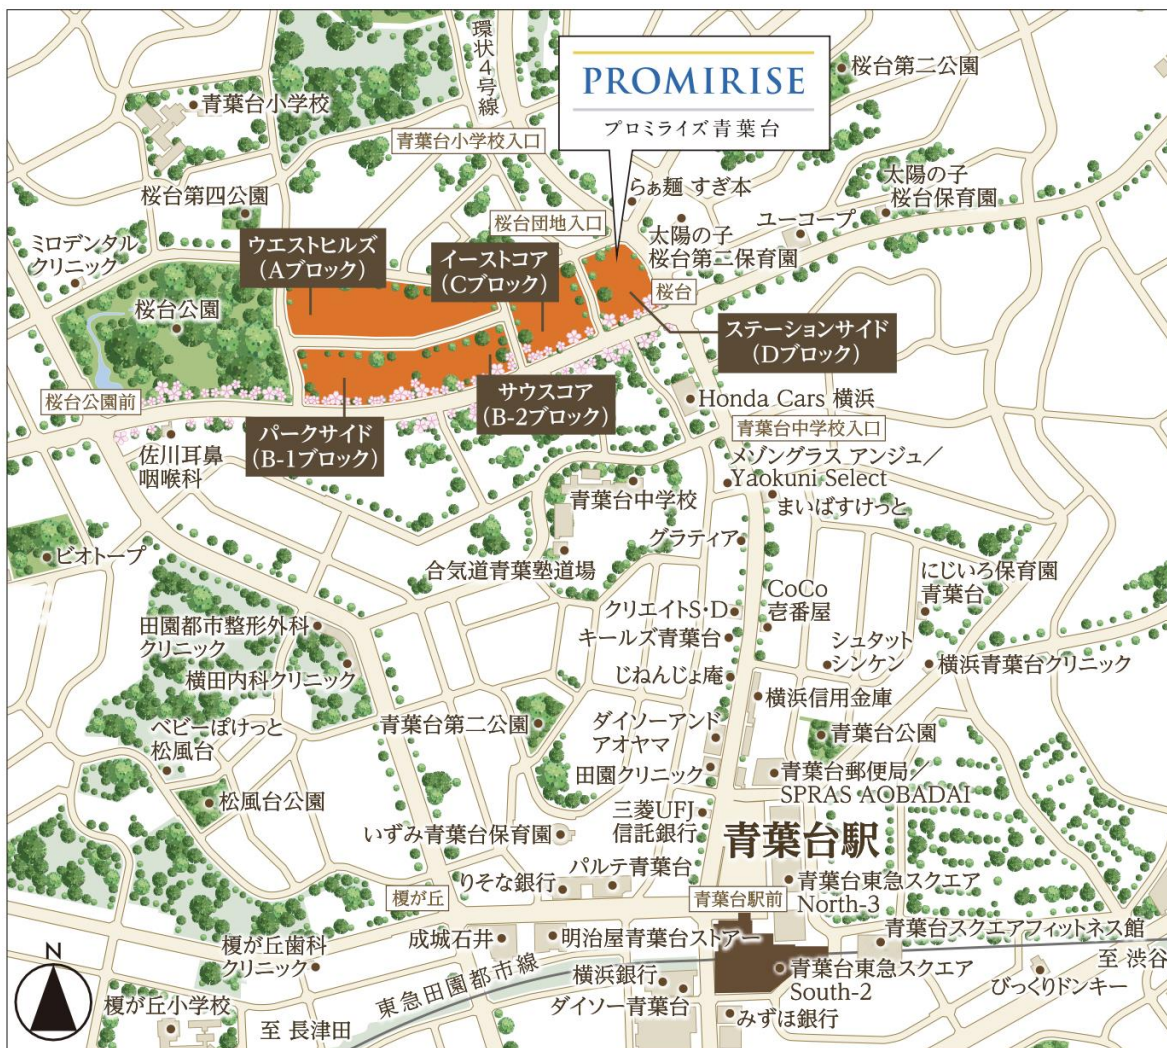 環状4号線
PROMIRISE
プロミライズ青葉台
桜台第二公園
青葉台小学校
青葉台小学校入口
太陽の子
桜台保育園
らぁ麺 すぎ本
桜台第四公園
桜台団地入口
ユーコープ
太陽の子
桜台第二保育園
ミロデンタル
クリニック
ウエストヒルズ
(Aブロック)
イーストコア
(Cブロック)
桜台
桜台公園
ステーションサイド
(Dブロック)
サウスコア
(B-2ブロック)
桜台公園前
Honda Cars 横浜
パークサイド
(B-1ブロック)
青葉台中学校入口
佐川耳鼻
咽喉科
メゾングラス アンジュ／
Yaokuni Select
青葉台中学校
まいばすけっと
グラティア
ビオトープ
合気道青葉塾道場
にじいろ保育園
青葉台
CoCo
壱番屋
クリエイトS・D
田園都市整形外科
クリニック
キールズ青葉台
シュタット
シンケン
横浜青葉台クリニック
横田内科クリニック
じねんじょ庵
横浜信用金庫
ベビーぽけっと
松風台
青葉台第二公園
ダイソーアンド
アオヤマ
青葉台公園
田園クリニック
青葉台郵便局／
SPRAS AOBADAI
松風台公園
三菱UFJ
信託銀行
いずみ青葉台保育園
青葉台駅
パルテ青葉台
りそな銀行
青葉台東急スクエア
North-3
榎が丘
青葉台駅前
青葉台スクエアフィットネス館
成城石井
明治屋青葉台ストアー
榎が丘歯科
クリニック
至 渋谷
東急田園都市線
横浜銀行
青葉台東急スクエア
South-2
びっくりドンキー
N
ダイソー青葉台
榎が丘小学校
至 長津田
みずほ銀行